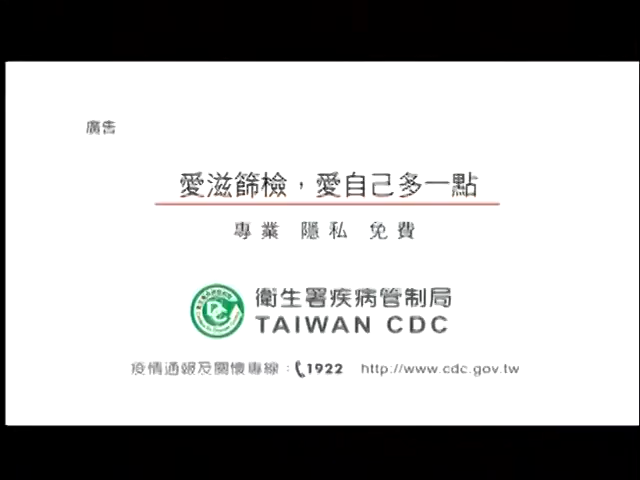 廣告
愛滋篩檢，愛自己多一點
專業 隱私 免費
衛生署疾病管制局
TAIWAN CDC
疫情通報及關懷專線：1922 http://www.cdc.gov.tw